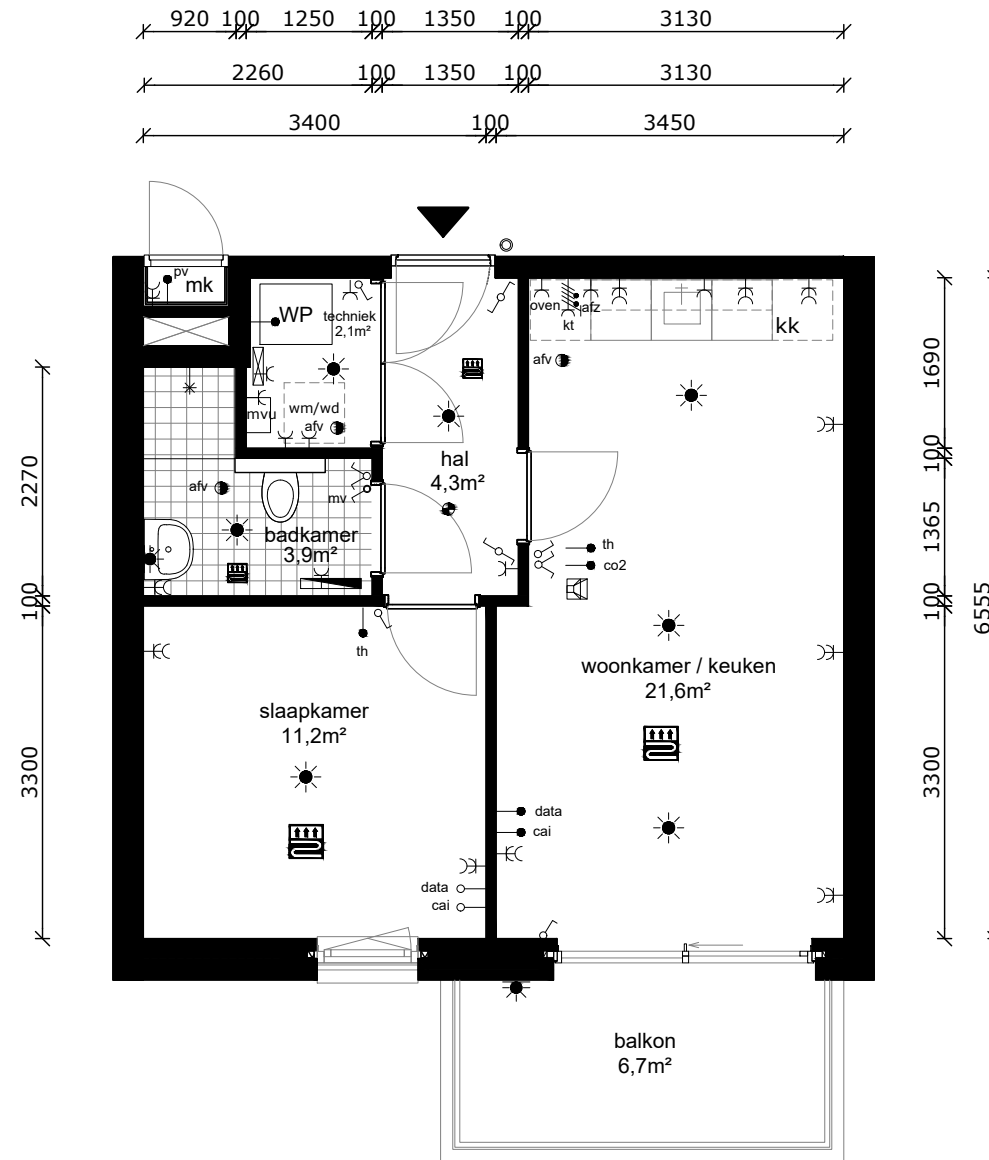 920 100 1250 100 1350 100 3130
2260 100 1350 100 3130
3400 100 3450
pv
mk
WP
techniek
2,1m²
oven
afz
kt
kk
afv
mvu
wm/wd
afv
hal
4,3m²
afv
mv
badkamer
3,9m²
th
co2
th
woonkamer / keuken
21,6m²
slaapkamer
11,2m²
data
cai
data
cai
balkon
6,7m²
2270
100
3300
1690
100
1365
100
3300
6555